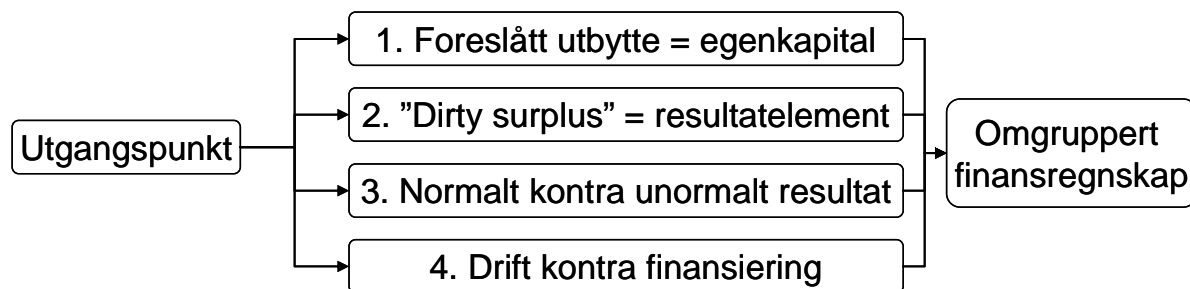 1. Foreslått utbytte = egenkapital
2. ”Dirty surplus” = resultatelement
Utgangspunkt
3. Normalt kontra unormalt resultat
4. Drift kontra finansiering
Omgruppert
finansregnskap